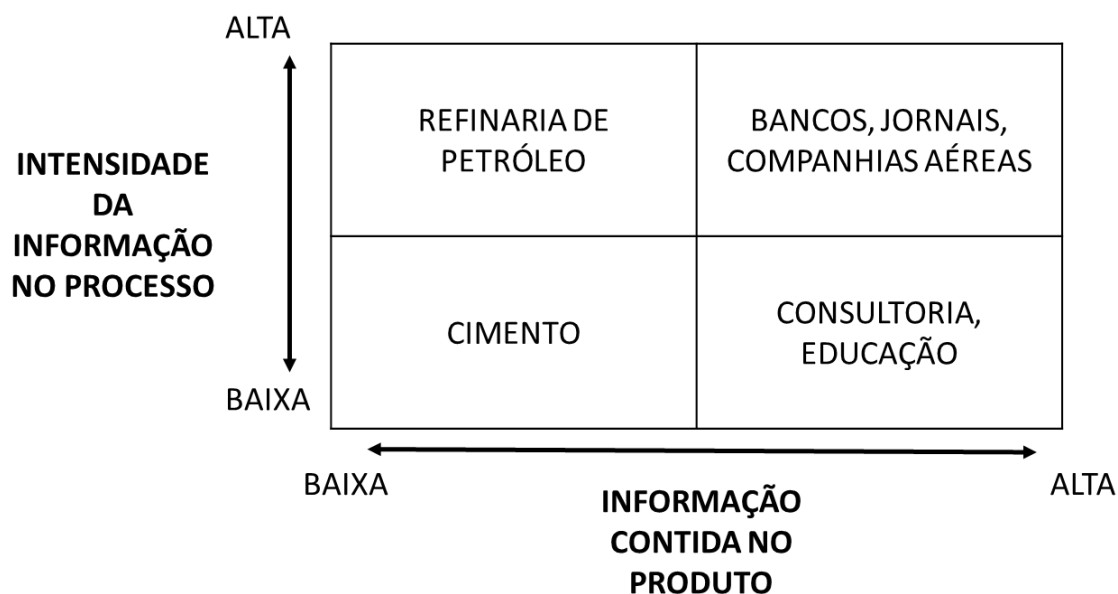 ALTA
INTENSIDADE
DA
INFORMAÇÃO
NO PROCESSO
BAIXA
REFINARIA DE
PETRÓLEO
BANCOS, JORNAIS,
COMPANHIAS AÉREAS
CIMENTO
CONSULTORIA,
EDUCAÇÃO
BAIXA
ALTA
INFORMAÇÃO
CONTIDA NO
PRODUTO